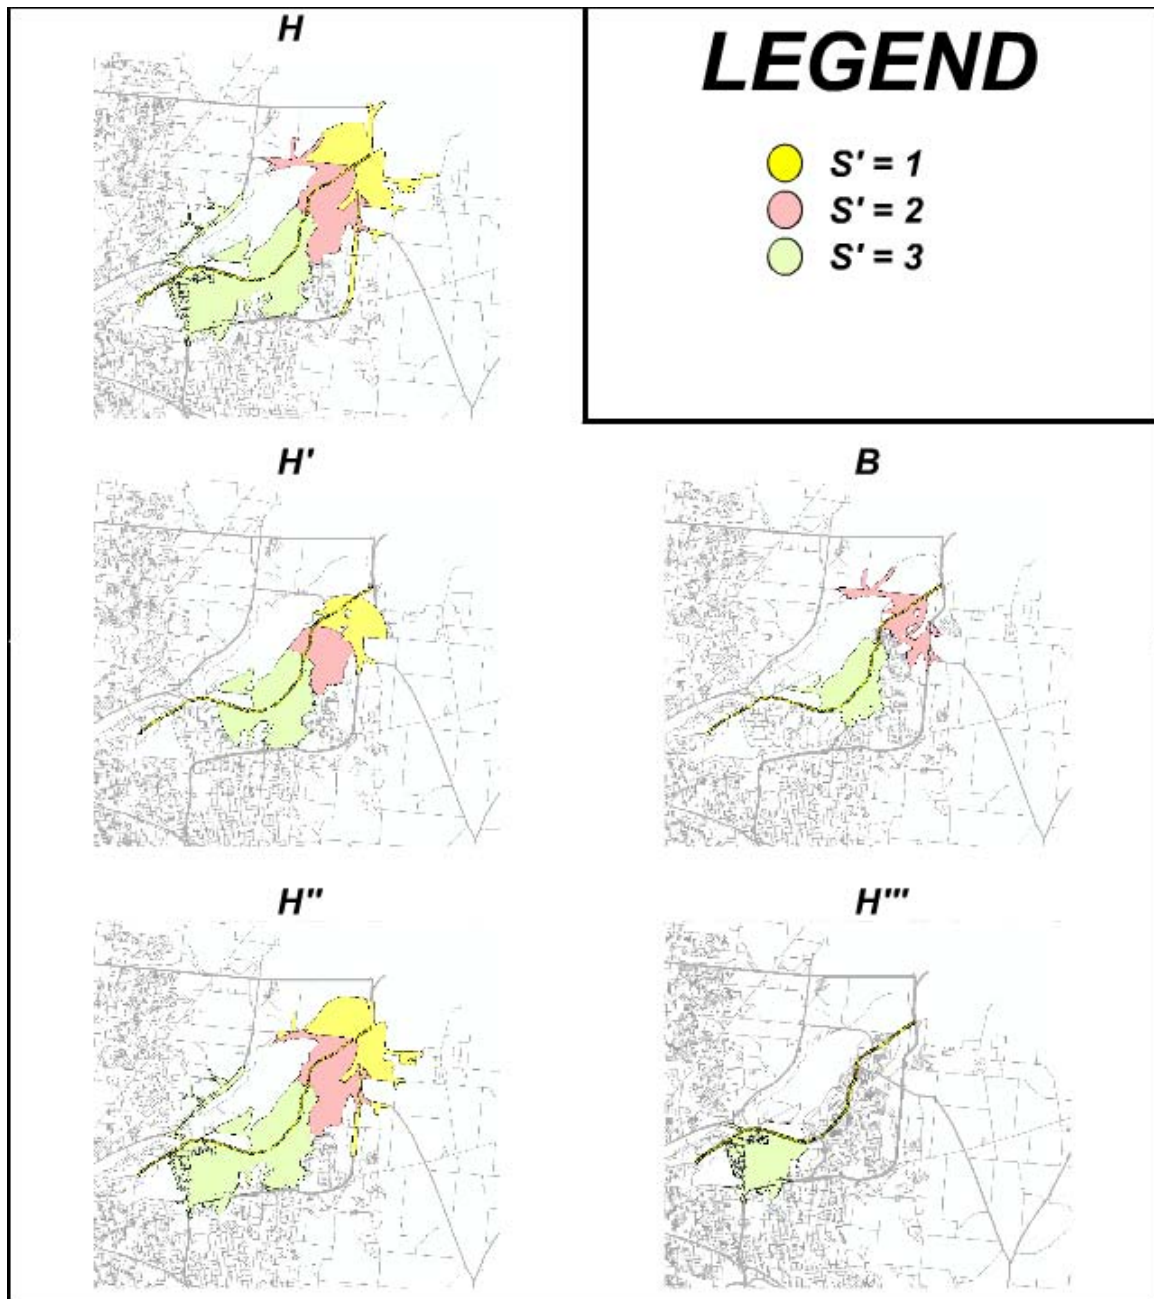 H
LEGEND
S' = 1
S' = 2
S' = 3
H'
B
H''
H'''